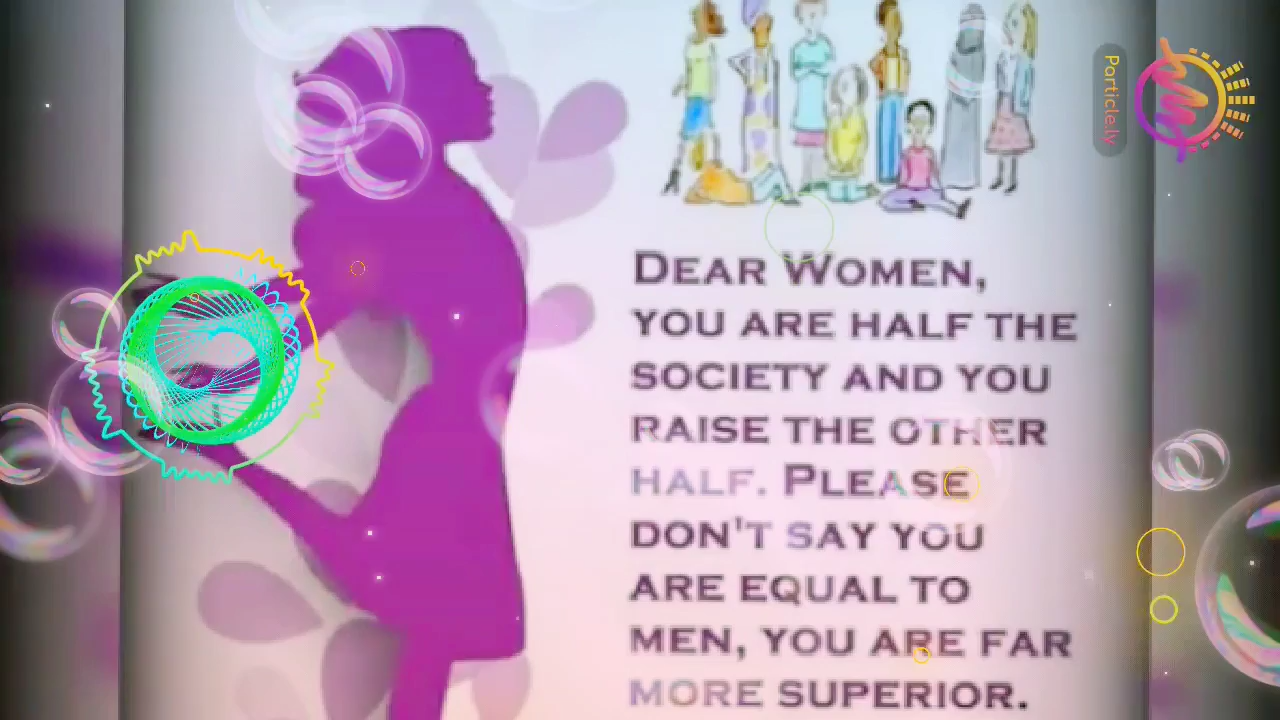 Particle.ly
DEAR WOMEN,
YOU ARE HALF THE
SOCIETY AND YOU
RAISE THE OTHER
HALF. PLEASE
DON'T SAY YOU
ARE EQUAL TO
MEN, YOU ARE FAR
MORE SUPERIOR.